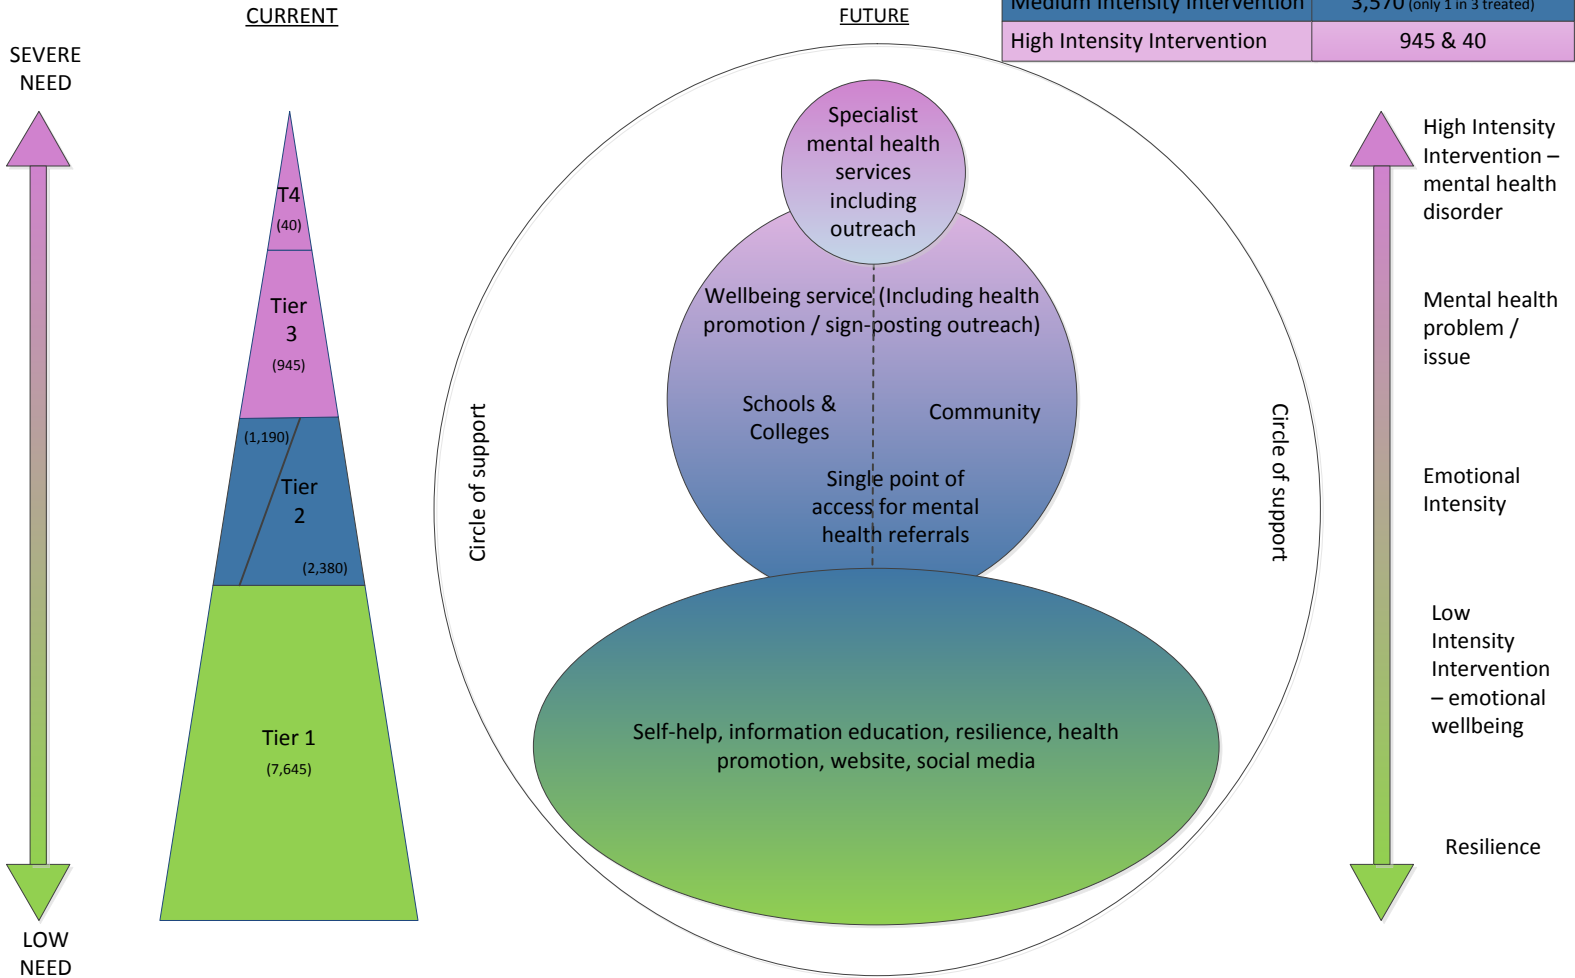 CURRENT
FUTURE
Medium Intensity Intervention 3,570 (only 1 in 3 treated)
High Intensity Intervention 945 & 40
SEVERE
NEED
LOW
NEED
T4
(40)
Tier
3
(945)
(1,190)
Tier
2
(2,380)
Tier 1
(7,645)
Circle of support
Specialist
mental health
services
including
outreach
Wellbeing service (Including health
promotion / sign-posting outreach)
Schools &
Colleges
Community
Single point of
access for mental
health referrals
Self-help, information education, resilience, health
promotion, website, social media
Circle of support
High Intensity
Intervention –
mental health
disorder
Mental health
problem /
issue
Emotional
Intensity
Low
Intensity
Intervention
– emotional
wellbeing
Resilience